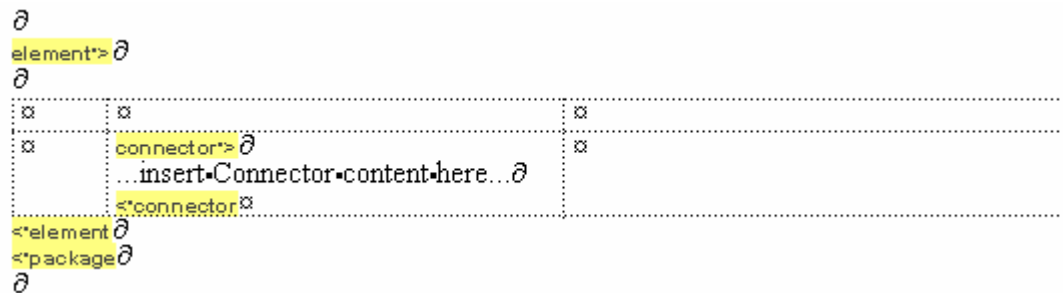 ∂
element"> ∂
∂
¤ ¤ ¤
¤ connector"> ∂ ¤
...insert▪Connector▪content▪here...∂
<"connector¤
<"element∂
<"package∂
∂